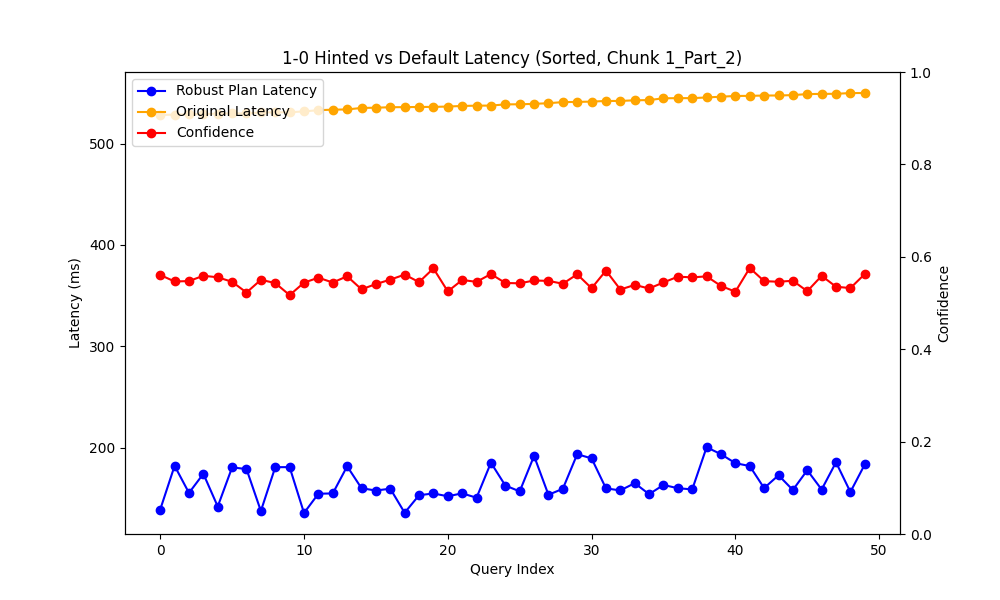 1-0 Hinted vs Default Latency (Sorted, Chunk 1_Part_2)
Robust Plan Latency
Original Latency
Confidence
Latency (ms)
500
400
300
200
1.0
0.8
0.6
0.4
0.2
0.0
Confidence
0 10 20 30 40 50
Query Index